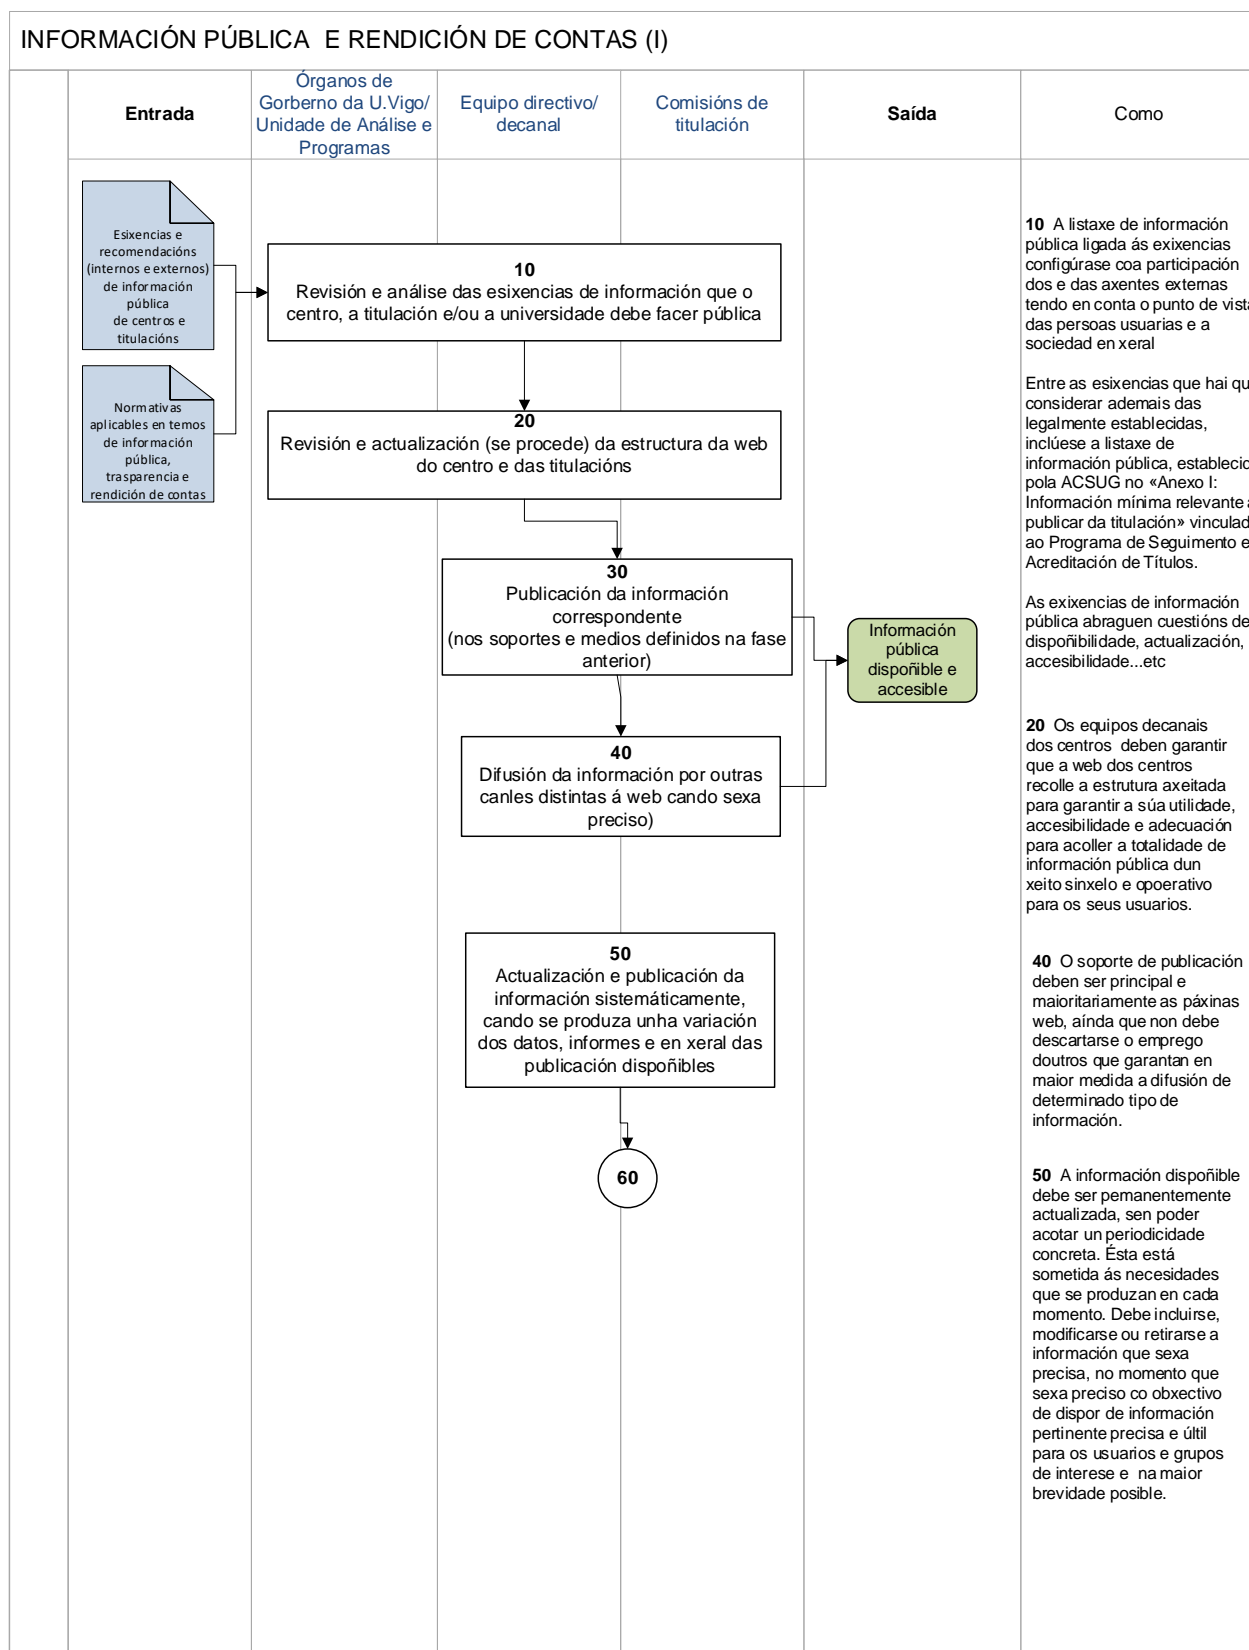 INFORMACIÓN PÚBLICA E RENDICIÓN DE CONTAS (I)
Entrada
Órganos de
Gorberno da U.Vigo/
Unidade de Análise e
Programas
Equipo directivo/
decanal
Comisións de
titulación
Saída
Como
Esixencias e
recomendacións
(internos e externos)
de información
pública
de centros e
titulacións
Normativas
aplicables en temos
de información
pública,
trasparencia e
rendición de contas
10
Revisión e análise das esixencias de información que o
centro, a titulación e/ou a universidade debe facer pública
20
Revisión e actualización (se procede) da estructura da web
do centro e das titulacións
30
Publicación da información
correspondente
(nos soportes e medios definidos na fase
anterior)
40
Difusión da información por outras
canles distintas á web cando sexa
preciso)
Información
pública
dispoñible e
accesible
50
Actualización e publicación da
información sistemáticamente,
cando se produza unha variación
dos datos, informes e en xeral das
publicación dispoñibles
60
10 A listaxe de información
pública ligada ás exixencias
configúrase coa participación
dos e das axentes externas
tendo en conta o punto de vista
das persoas usuarias e a
sociedad en xeral
Entre as esixencias que hai qu
considerar ademais das
legalmente establecidas,
inclúese a listaxe de
información pública, establecid
pola ACSUG no «Anexo I:
Información mínima relevante a
publicar da titulación» vinculad
ao Programa de Seguimento e
Acreditación de Títulos.
As exixencias de información
pública abraguen cuestións de
dispoñibilidade, actualización,
accesibilidade...etc
20 Os equipos decanais
dos centros deben garantir
que a web dos centros
recolle a estrutura axeitada
para garantir a súa utilidade,
accesibilidade e adecuación
para acoller a totalidade de
información pública dun
xeito sinxelo e opoerativo
para os seus usuarios.
40 O soporte de publicación
deben ser principal e
maioritariamente as páxinas
web, aínda que non debe
descartarse o emprego
doutros que garantan en
maior medida a difusión de
determinado tipo de
información.
50 A información dispoñible
debe ser pemanentemente
actualizada, sen poder
acotar un periodicidade
concreta. Ésta está
sometida ás necesidades
que se produzan en cada
momento. Debe incluirse,
modificarse ou retirarse a
información que sexa
precisa, no momento que
sexa preciso co obxectivo
de dispor de información
pertinente precisa e últil
para os usuarios e grupos
de interese e na maior
brevidade posible.